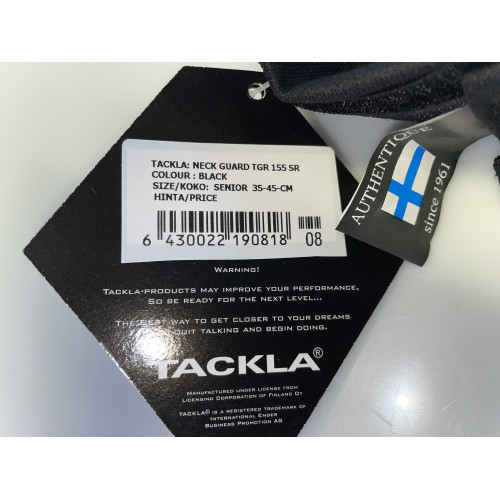 TACKLA: NECK GUARD TGR 155 SR
COLOUR : BLACK
SIZE/KOKO: SENIOR 35-45-CM
HINTA/PRICE
6 430022 190818 08
WARNING!
TACKLA-PRODUCTS MAY IMPROVE YOUR PERFORMANCE,
SO BE READY FOR THE NEXT LEVEL...
THE BEST WAY TO GET CLOSER TO YOUR DREAMS
QUIT TALKING AND BEGIN DOING.
TACKLA®
MANUFACTURED UNDER LICENSE FROM
LICENSING CORPORATION OF FINLAND OY
TACKLA® IS A REGISTERED TRADEMARK OF
INTERNATIONAL ENDER
BUSINESS PROMOTION AG
AUTHENTIQUE
since 1961